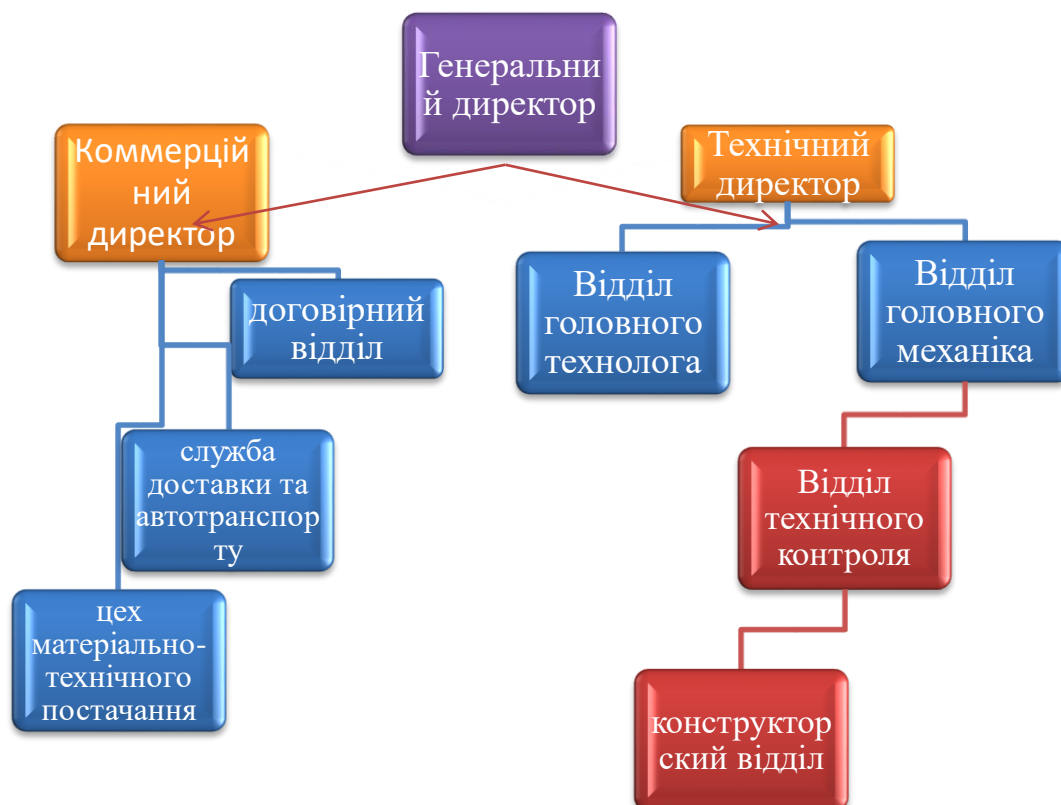 Генеральни
й директор
Коммерцій
ний
директор
Технічний
директор
договірний
відділ
Відділ
головного
технолога
Відділ
головного
механіка
служба
доставки та
автотранспор
ту
Відділ
технічного
контроля
цех
матеріально-
технічного
постачання
конструктор
ский відділ